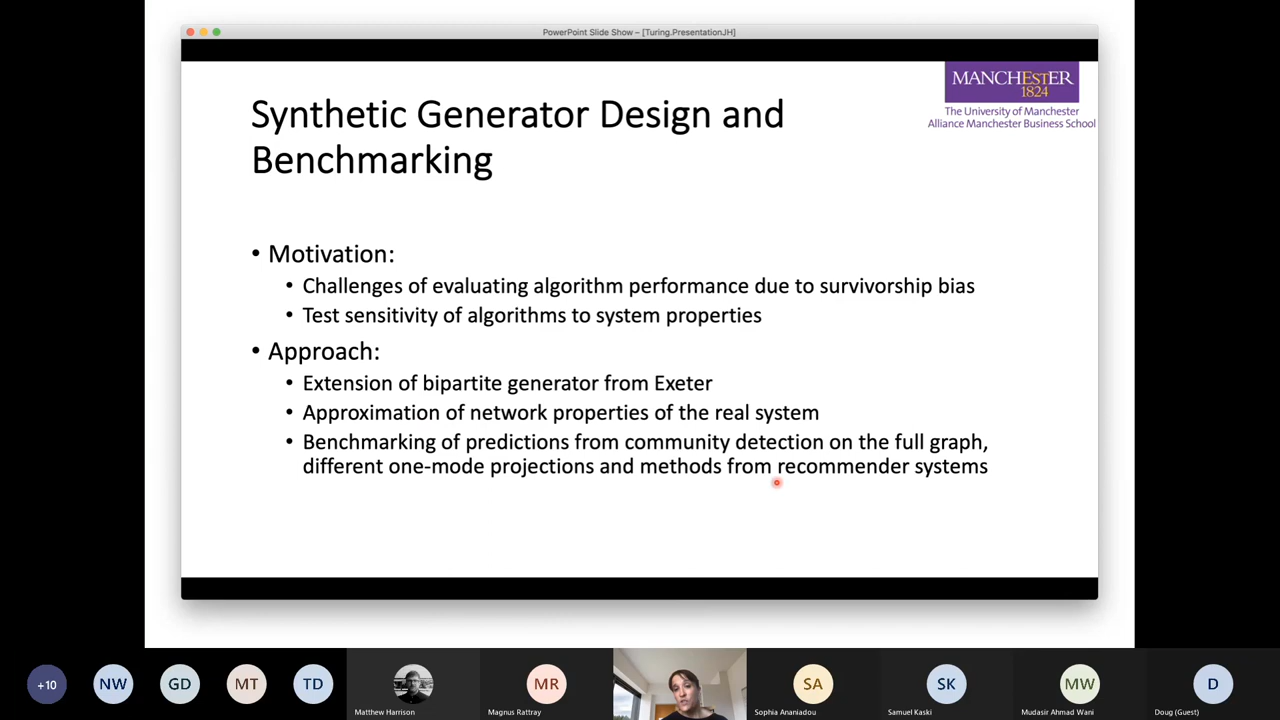 PowerPoint Slide Show – [Turing.PresentationJH]
MANCHESTER
1824
The University of Manchester
Alliance Manchester Business School
Synthetic Generator Design and
Benchmarking
• Motivation:
• Challenges of evaluating algorithm performance due to survivorship bias
• Test sensitivity of algorithms to system properties
• Approach:
• Extension of bipartite generator from Exeter
• Approximation of network properties of the real system
• Benchmarking of predictions from community detection on the full graph,
different one-mode projections and methods from recommender systems
+10
NW
GD
MT
TD
Matthew Harrison
MR
Magnus Rattray
SA
Sophia Ananiadou
SK
Samuel Kaski
MW
Mudasir Ahmad Wani
D
Doug (Guest)